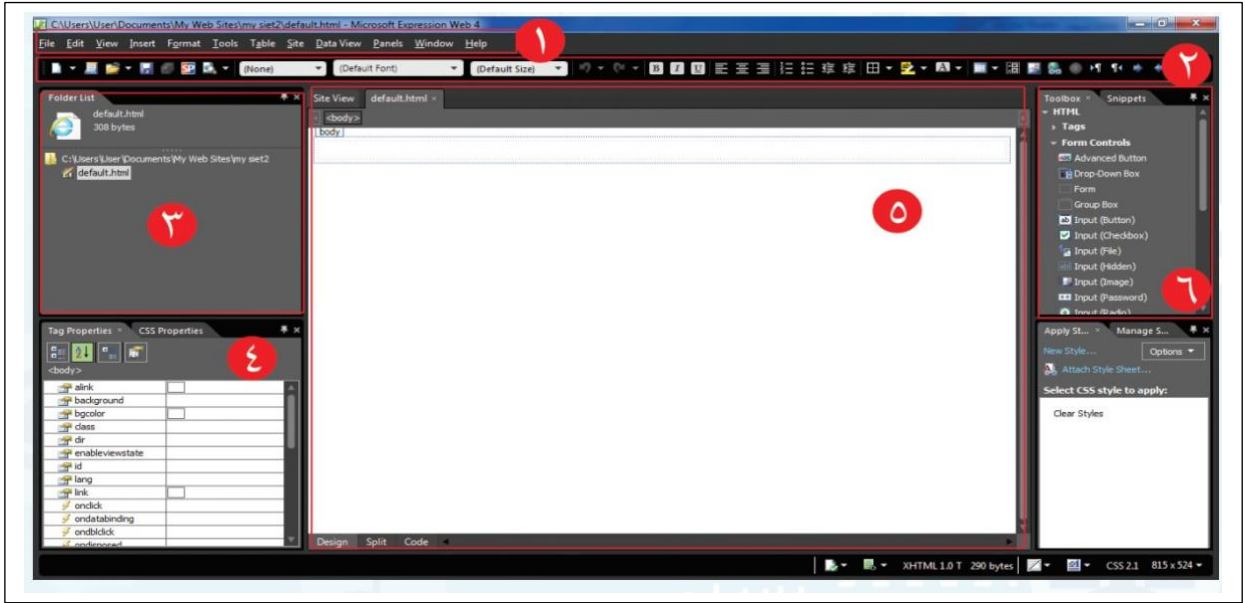 C:\Users\User\Documents\My Web Sites\my siet2\default.html - Microsoft Expression Web 4
File Edit View Insert Format Tools Table Site Data View Panels Window Help
١
(None) (Default Font) (Default Size) B I U A
٢
Folder List
default.html
308 bytes
C:\Users\User\Documents\My Web Sites\my siet2
default.html
٣
Tag Properties CSS Properties
٤
<body>
alink
background
bgcolor
class
dir
enableviewstate
id
lang
link
onclick
ondatabinding
ondblclick
ondisposed
Site View default.html
<body>
body
٥
Design Split Code
Toolbox Snippets
HTML
Tags
Form Controls
Advanced Button
Drop-Down Box
Form
Group Box
Input (Button)
Input (Checkbox)
Input (File)
Input (Hidden)
Input (Image)
Input (Password)
Input (Radio)
٦
Apply St... Manage S...
New Style... Options
Attach Style Sheet...
Select CSS style to apply:
Clear Styles
XHTML 1.0 T 290 bytes CSS 2.1 815 x 524